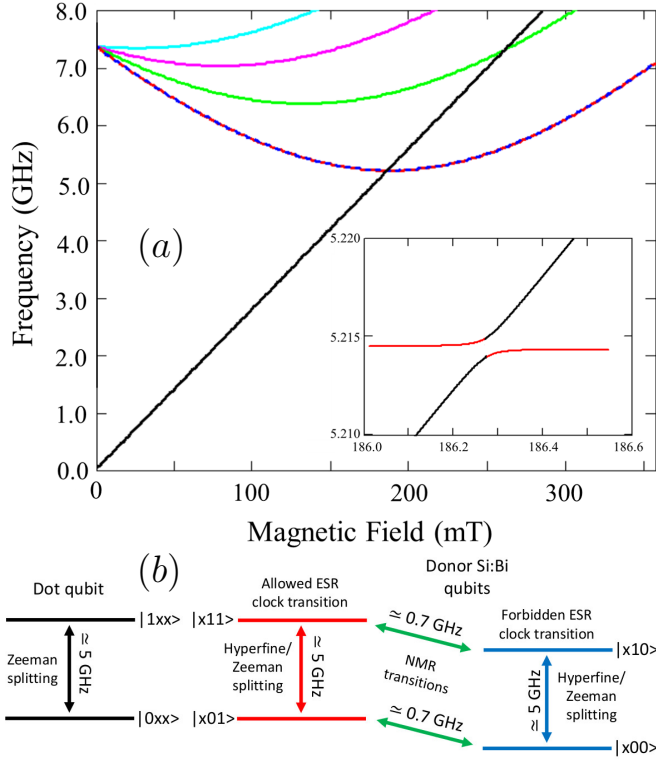 8.0
7.0
6.0
5.0
4.0
3.0
2.0
1.0
0.0
Frequency (GHz)
(a)
5.220
5.215
5.210
186.0 186.2 186.4 186.6
0 100 200 300
Magnetic Field (mT)
(b)
Dot qubit
Allowed ESR
clock transition
Donor Si:Bi
qubits
Forbidden ESR
clock transition
|1xx>
|x11>
≃ 0.7 GHz
|x10>
Zeeman
splitting
≃ 5 GHz
Hyperfine/
Zeeman
splitting
≃ 5 GHz
NMR
transitions
≃ 5 GHz
Hyperfine/
Zeeman
splitting
|0xx>
|x01>
≃ 0.7 GHz
|x00>